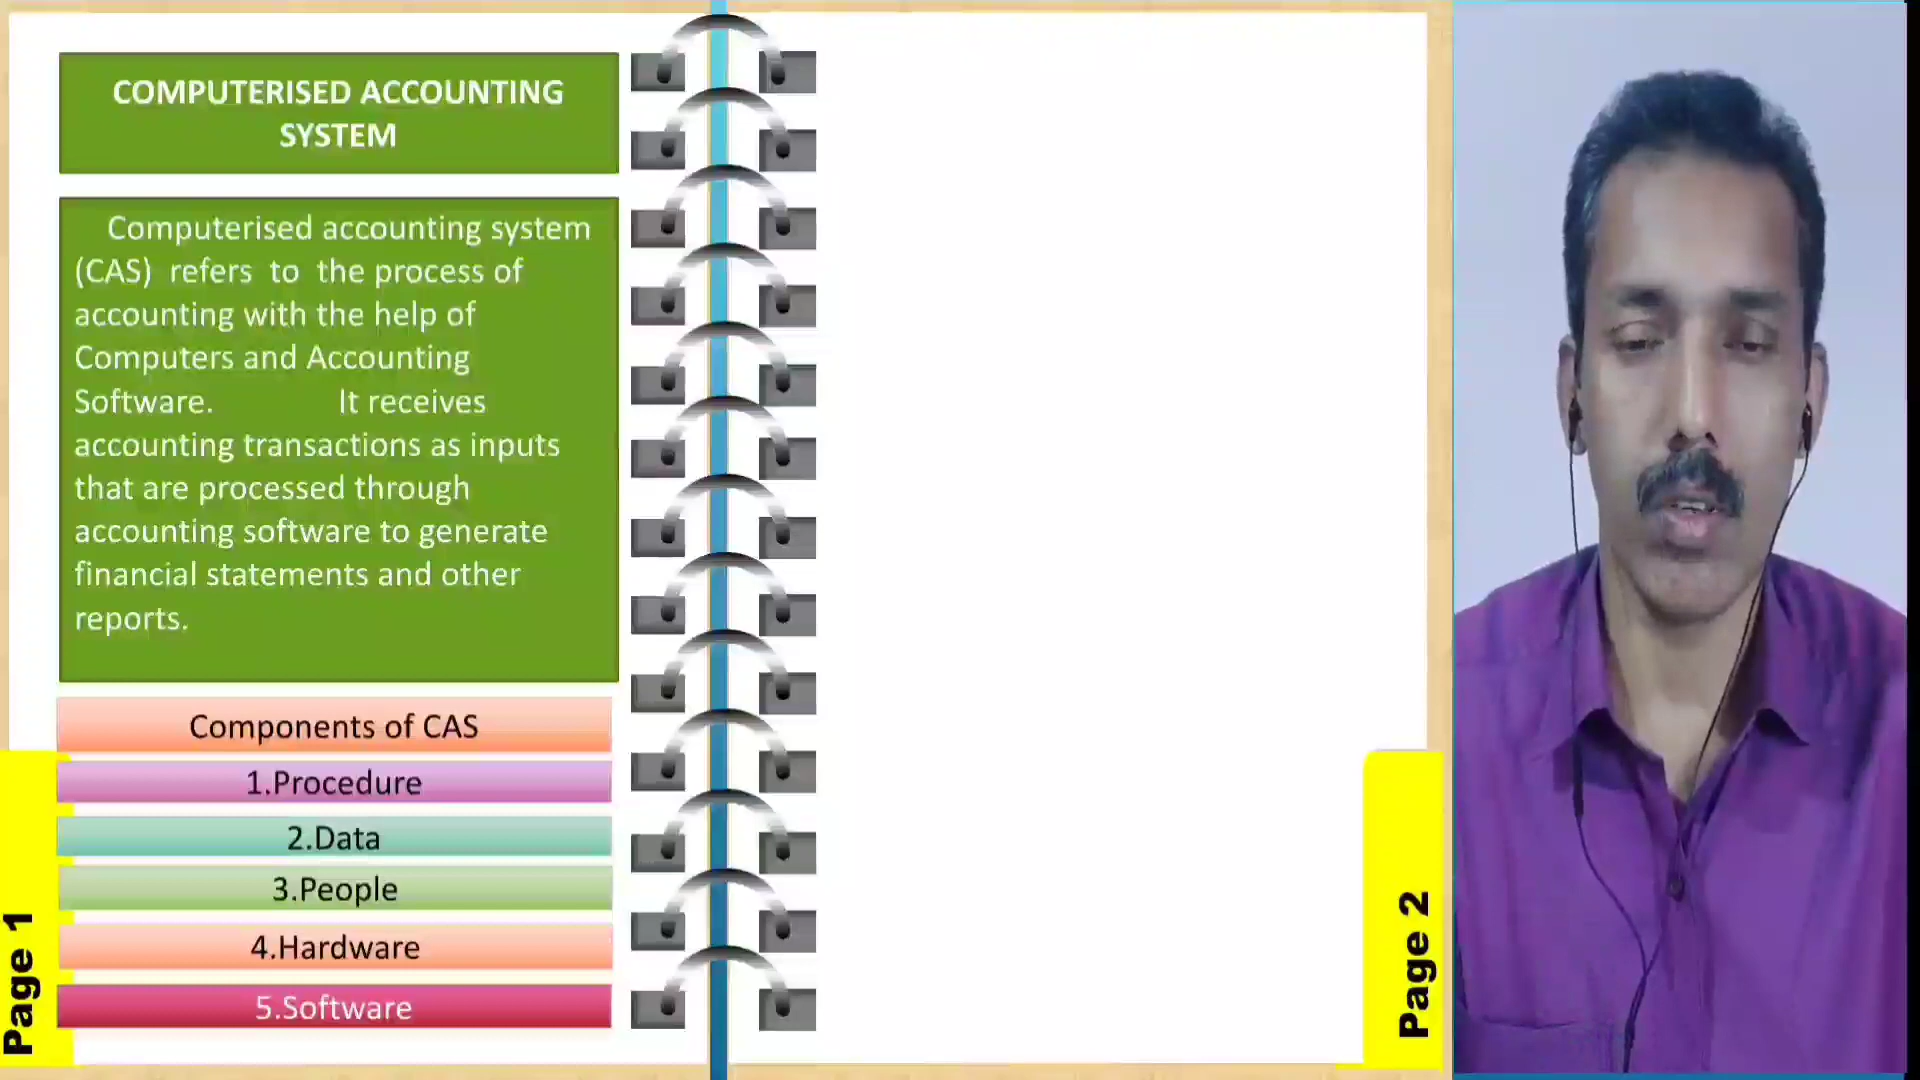 COMPUTERISED ACCOUNTING
SYSTEM
Computerised accounting system
(CAS) refers to the process of
accounting with the help of
Computers and Accounting
Software. It receives
accounting transactions as inputs
that are processed through
accounting software to generate
financial statements and other
reports.
Components of CAS
1.Procedure
2.Data
3.People
4.Hardware
5.Software
Page 1
Page 2